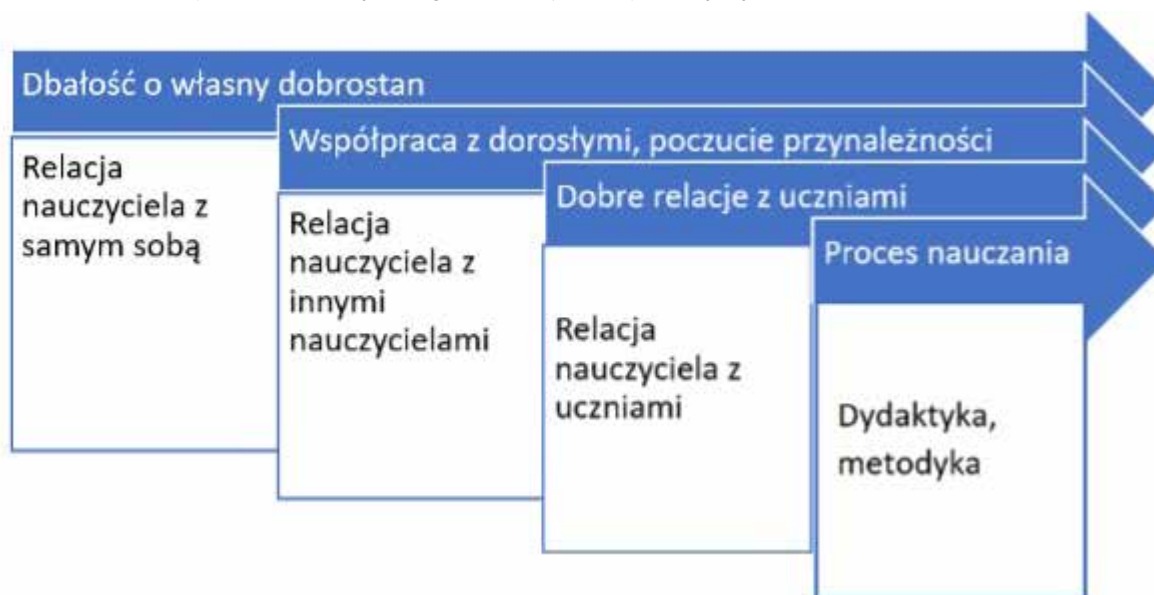 Dbałość o własny dobrostan
Relacja
nauczyciela z
samym sobą
Współpraca z dorosłymi, poczucie przynależności
Relacja
nauczyciela z
innymi
nauczycielami
Dobre relacje z uczniami
Relacja
nauczyciela z
uczniami
Proces nauczania
Dydaktyka,
metodyka